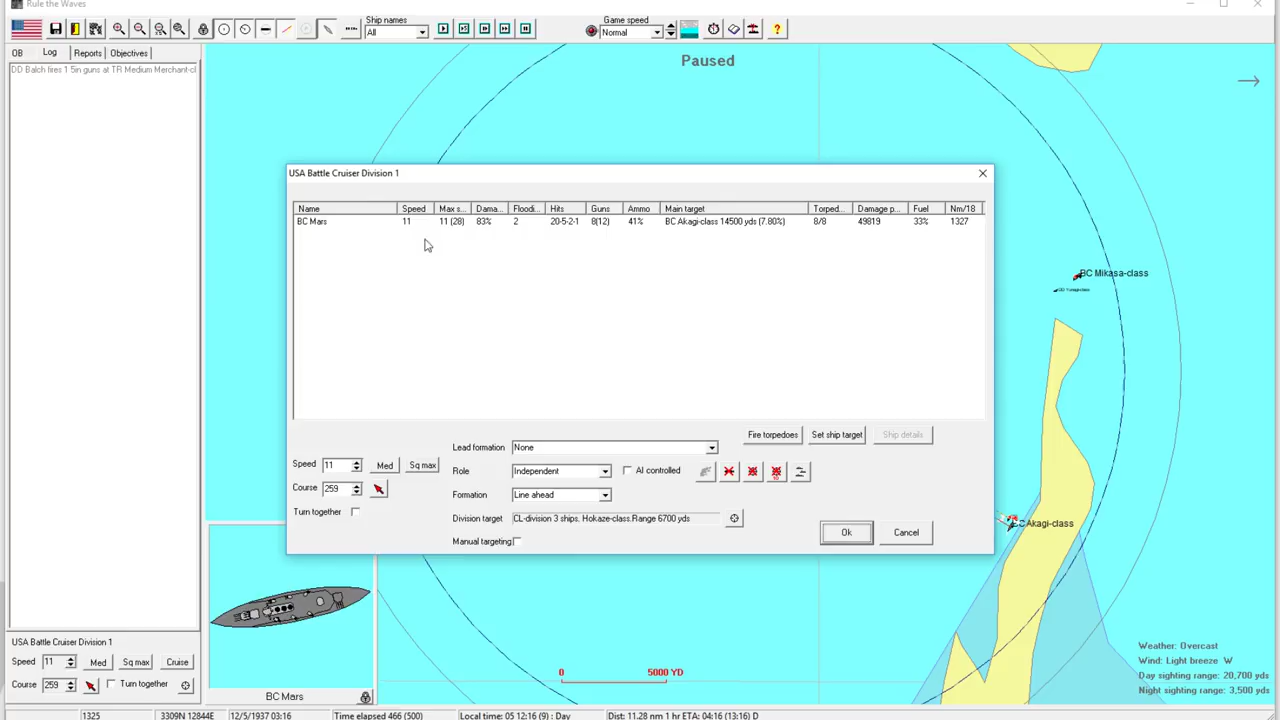 Rule the Waves
Ship names
All
Game speed
Normal
OB Log Reports Objectives
DD Balch fires 1 5in guns at TR Medium Merchant-cl
Paused
USA Battle Cruiser Division 1
Name Speed Max s... Dama... Floodi... Hits Guns Ammo Main target Torped... Damage p... Fuel Nm/18
BC Mars 11 11 (28) 83% 2 20-5-2-1 8(12) 41% BC Akagi-class 14500 yds (7.80%) 8/8 49819 33% 1327
BC Mikasa-class
Lead formation None
Fire torpedoes Set ship target Ship details
Speed 11 Med Sq max
Role Independent AI controlled
Course 259
Formation Line ahead
Turn together
Division target CL-division 3 ships. Hokaze-class.Range 6700 yds
Manual targeting
Ok Cancel
BC Akagi-class
USA Battle Cruiser Division 1
Speed 11 Med Sq max Cruise
Course 259 Turn together
BC Mars
0 5000 YD
Weather: Overcast
Wind: Light breeze W
Day sighting range: 20,700 yds
Night sighting range: 3,500 yds
1325 3309N 12844E 12/5/1937 03:16 Time elapsed 466 (500) Local time: 05 12:16 (9) : Day Dist: 11.28 nm 1 hr ETA: 04:16 (13:16) D